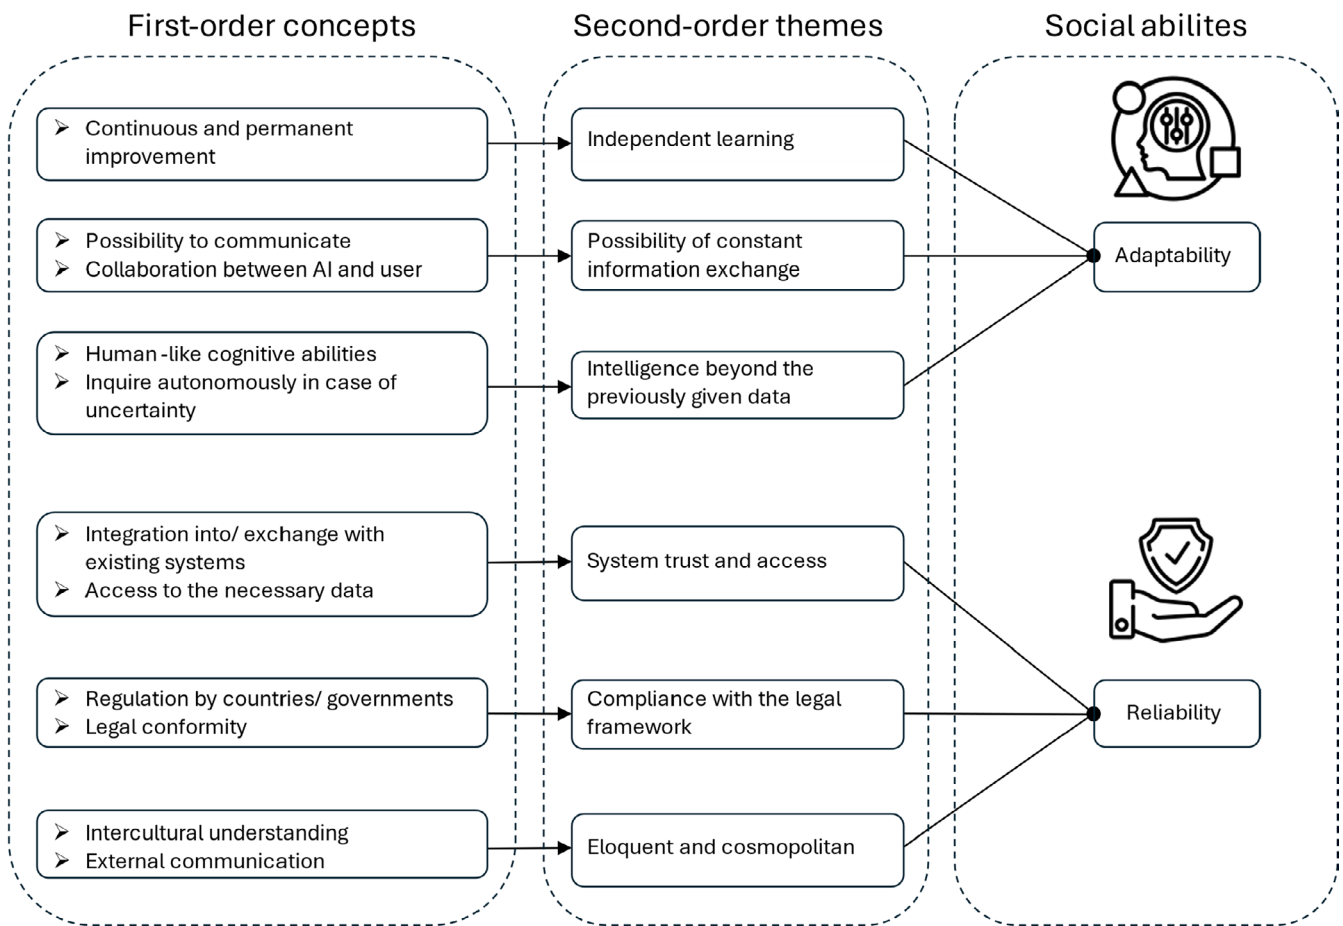 First-order concepts
Second-order themes
Social abilites
➢ Continuous and permanent
improvement
Independent learning
➢ Possibility to communicate
➢ Collaboration between AI and user
Possibility of constant
information exchange
Adaptability
➢ Human-like cognitive abilities
➢ Inquire autonomously in case of
uncertainty
Intelligence beyond the
previously given data
➢ Integration into/ exchange with
existing systems
➢ Access to the necessary data
System trust and access
➢ Regulation by countries/ governments
➢ Legal conformity
Compliance with the legal
framework
Reliability
➢ Intercultural understanding
➢ External communication
Eloquent and cosmopolitan